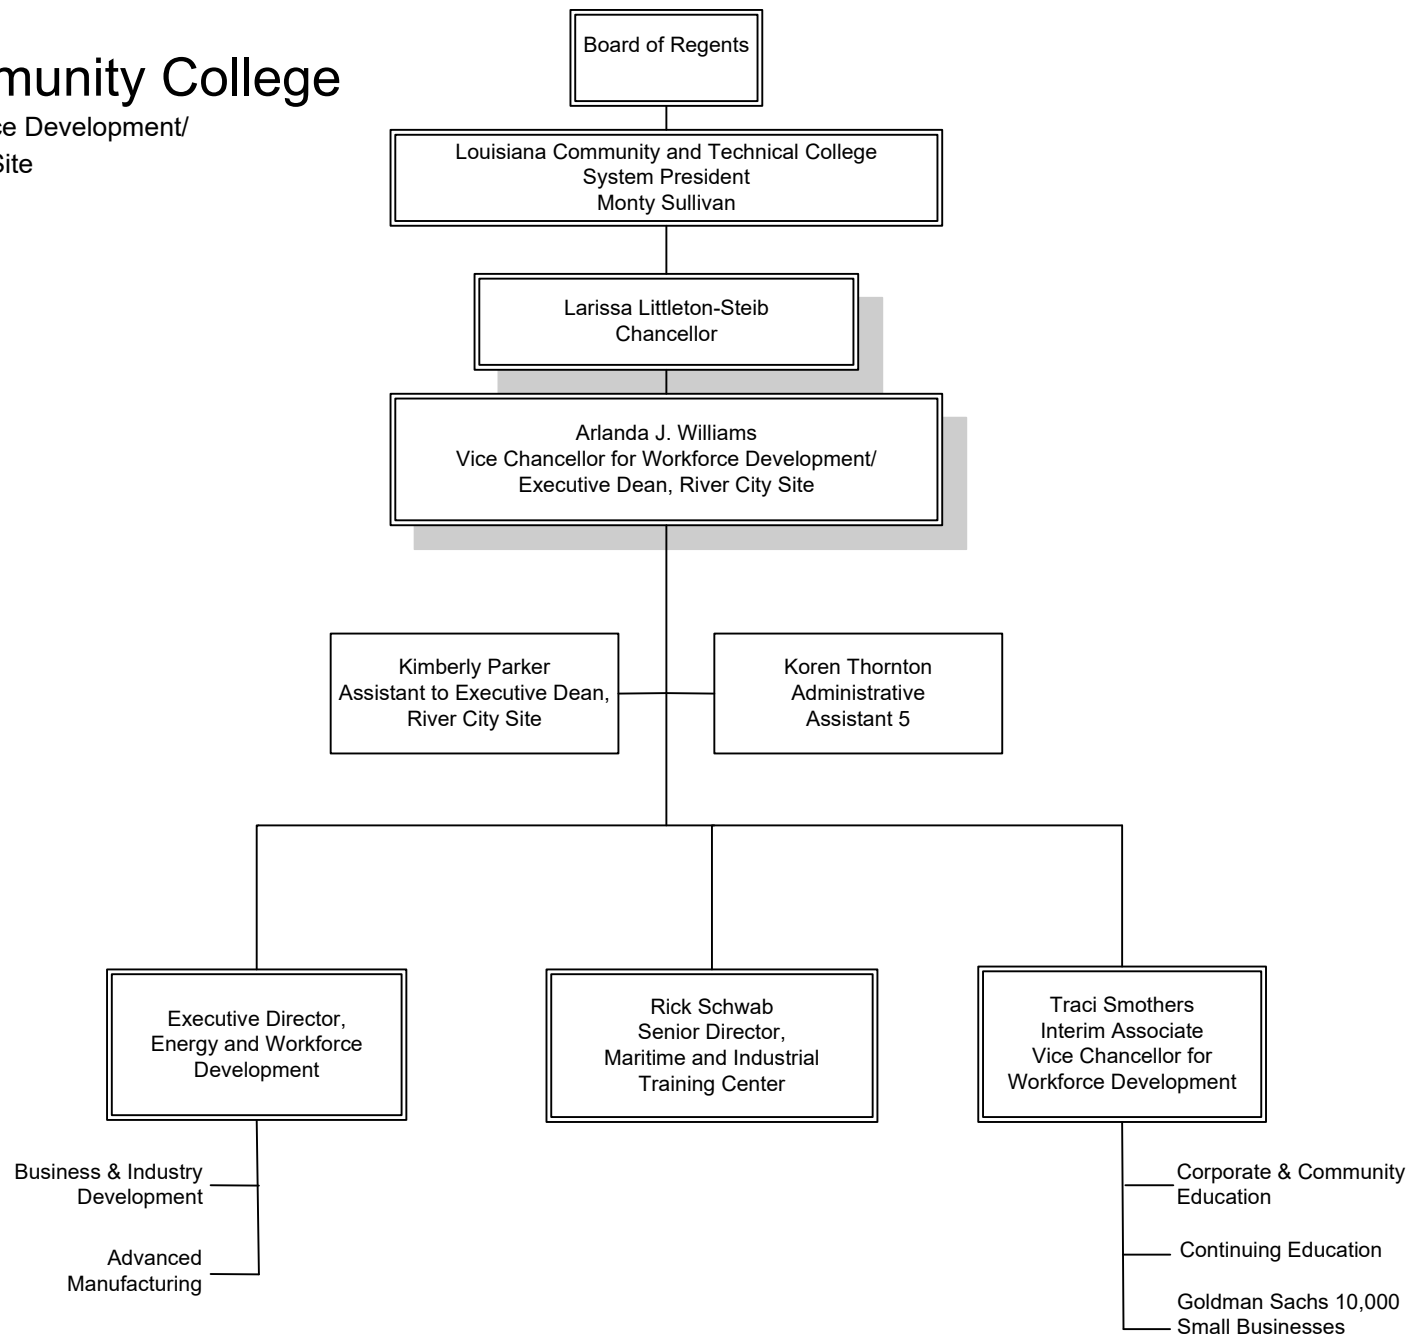 Board of Regents
munity College
ce Development/
Site
Louisiana Community and Technical College
System President
Monty Sullivan
Larissa Littleton-Steib
Chancellor
Arlanda J. Williams
Vice Chancellor for Workforce Development/
Executive Dean, River City Site
Kimberly Parker
Assistant to Executive Dean,
River City Site
Koren Thornton
Administrative
Assistant 5
Executive Director,
Energy and Workforce
Development
Rick Schwab
Senior Director,
Maritime and Industrial
Training Center
Traci Smothers
Interim Associate
Vice Chancellor for
Workforce Development
Business & Industry
Development
Advanced
Manufacturing
Corporate & Community
Education
Continuing Education
Goldman Sachs 10,000
Small Businesses